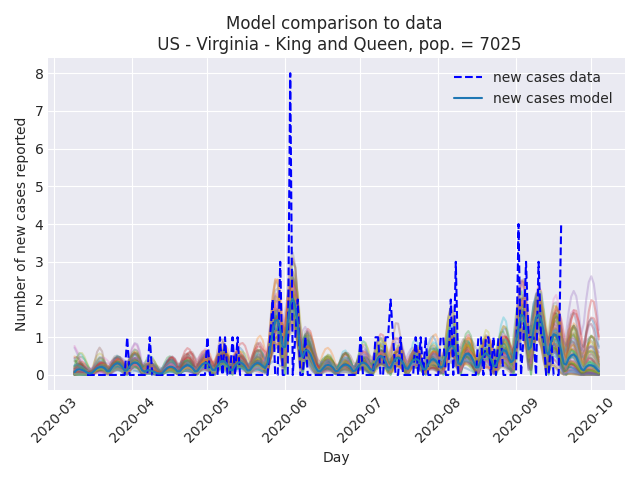 Model comparison to data
US - Virginia - King and Queen, pop. = 7025
new cases data
new cases model
Number of new cases reported
8
7
6
5
4
3
2
1
0
2020-03
2020-04
2020-05
2020-06
2020-07
2020-08
2020-09
2020-10
Day